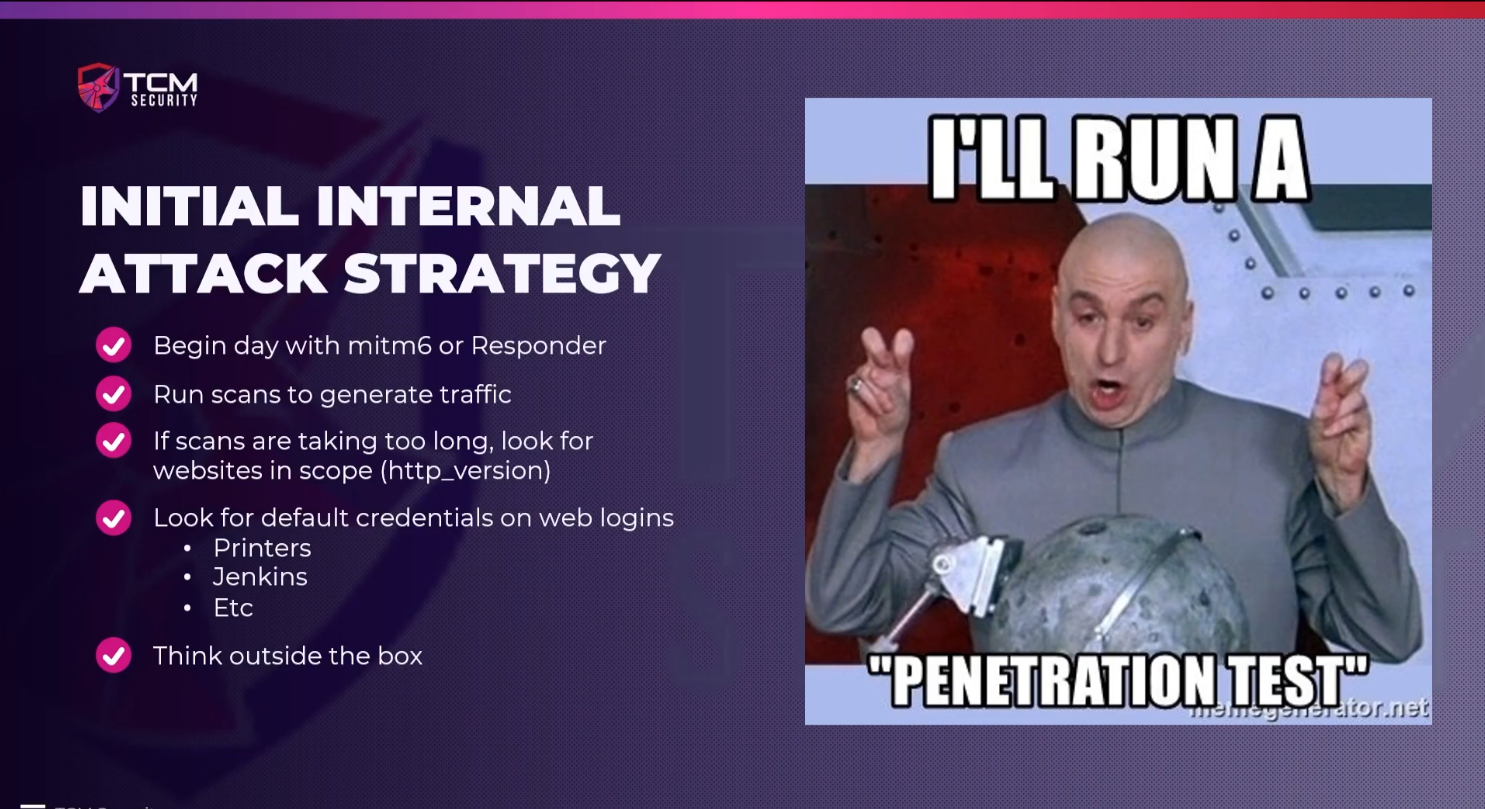 TCM
SECURITY
INITIAL INTERNAL
ATTACK STRATEGY
Begin day with mitm6 or Responder
Run scans to generate traffic
If scans are taking too long, look for
websites in scope (http_version)
Look for default credentials on web logins
• Printers
• Jenkins
• Etc
Think outside the box
I'LL RUN A
"PENETRATION TEST"
memegenerator.net